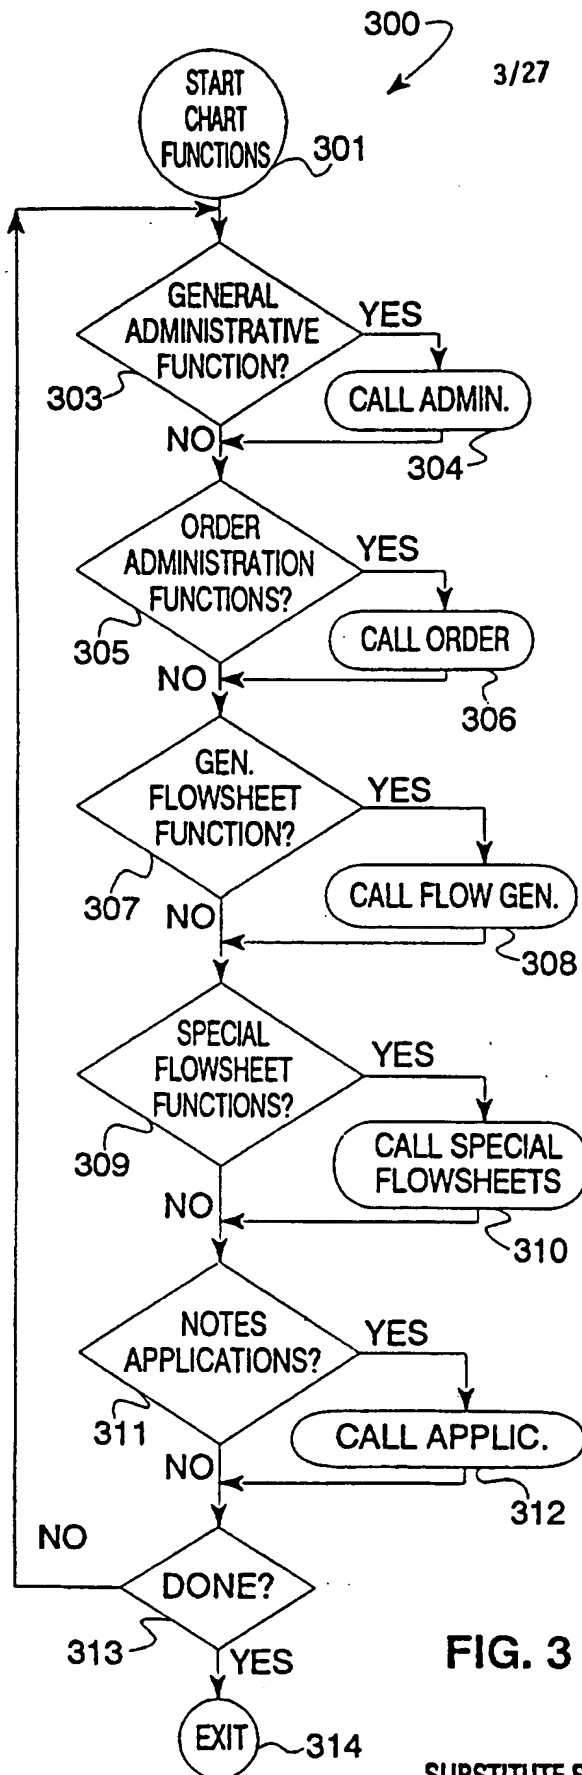 300
3/27
START
CHART
FUNCTIONS
301
GENERAL
ADMINISTRATIVE
FUNCTION?
YES
303
CALL ADMIN.
NO
304
ORDER
ADMINISTRATION
FUNCTIONS?
YES
305
CALL ORDER
NO
306
GEN.
FLOWSHEET
FUNCTION?
YES
307
CALL FLOW GEN.
NO
308
SPECIAL
FLOWSHEET
FUNCTIONS?
YES
309
CALL SPECIAL
FLOWSHEETS
NO
310
NOTES
APPLICATIONS?
YES
311
CALL APPLIC.
NO
312
NO
DONE?
313
YES
FIG. 3
EXIT
314
SUBSTITUTE